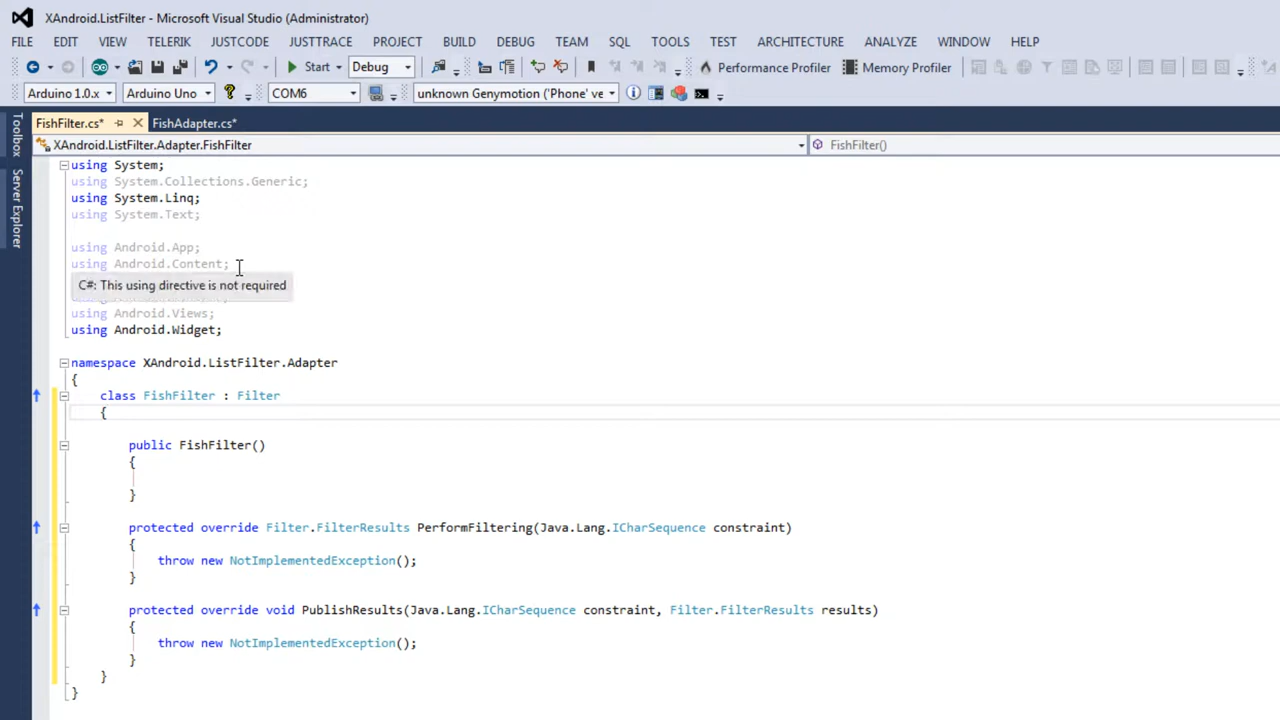 XAndroid.ListFilter - Microsoft Visual Studio (Administrator)
FILE EDIT VIEW TELERIK JUSTCODE JUSTTRACE PROJECT BUILD DEBUG TEAM SQL TOOLS TEST ARCHITECTURE ANALYZE WINDOW HELP
Start Debug Performance Profiler Memory Profiler
Arduino 1.0.x Arduino Uno COM6 unknown Genymotion ('Phone' ve
Toolbox
Server Explorer
FishFilter.cs* FishAdapter.cs*
XAndroid.ListFilter.Adapter.FishFilter FishFilter()
using System;
using System.Collections.Generic;
using System.Linq;
using System.Text;
using Android.App;
using Android.Content;
C#: This using directive is not required
using Android.Views;
using Android.Widget;
namespace XAndroid.ListFilter.Adapter
{
class FishFilter : Filter
{
public FishFilter()
{
}
protected override Filter.FilterResults PerformFiltering(Java.Lang.ICharSequence constraint)
{
throw new NotImplementedException();
}
protected override void PublishResults(Java.Lang.ICharSequence constraint, Filter.FilterResults results)
{
throw new NotImplementedException();
}
}
}